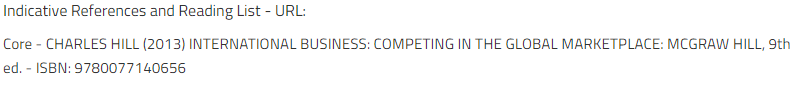 Indicative References and Reading List - URL:
Core - CHARLES HILL (2013) INTERNATIONAL BUSINESS: COMPETING IN THE GLOBAL MARKETPLACE: MCGRAW HILL, 9th
ed. - ISBN: 9780077140656